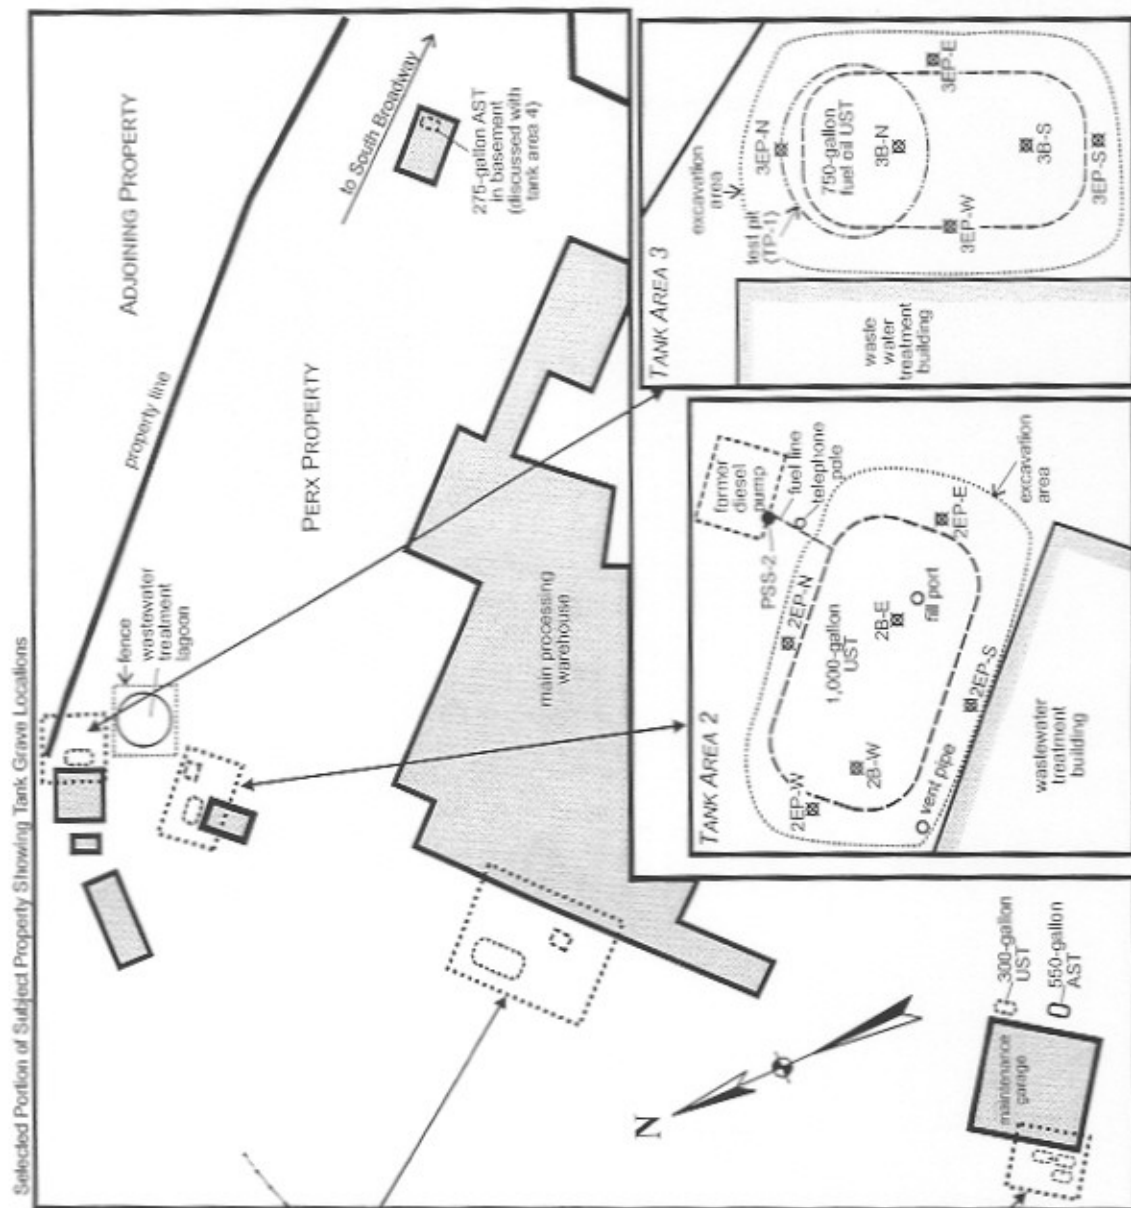 Selected Portion of Subject Property Showing Tank Grave Locations
ADJOINING PROPERTY
property line
PERX PROPERTY
to South Broadway
275-gallon AST
in basement
(discussed with
tank area 4)
fence
wastewater
treatment
lagoon
main processing
warehouse
N
maintenance
garage
300-gallon
UST
550-gallon
AST
TANK AREA 2
former
diesel
pump
fuel line
telephone
pole
PSS-2
2EP-N
2EP-W
1,000-gallon
UST
2B-W
2B-E
fill port
2EP-E
2EP-S
vent pipe
excavation
area
wastewater
treatment
building
TANK AREA 3
excavation
area
test pit
(TP-1)
3EP-N
750-gallon
fuel oil UST
3B-N
3EP-E
3EP-W
3B-S
3EP-S
waste
water
treatment
building